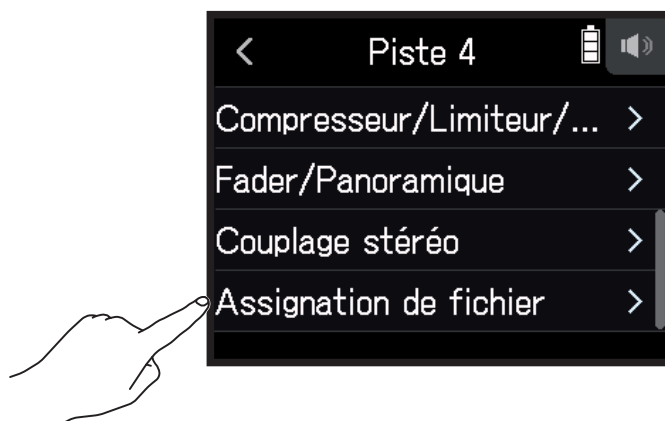 Piste 4
Compresseur/Limiteur/...
Fader/Panoramique
Couplage stéréo
Assignation de fichier